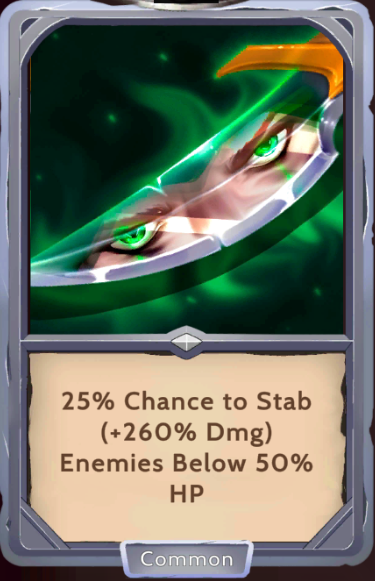 25% Chance to Stab
(+260% Dmg)
Enemies Below 50%
HP
Common